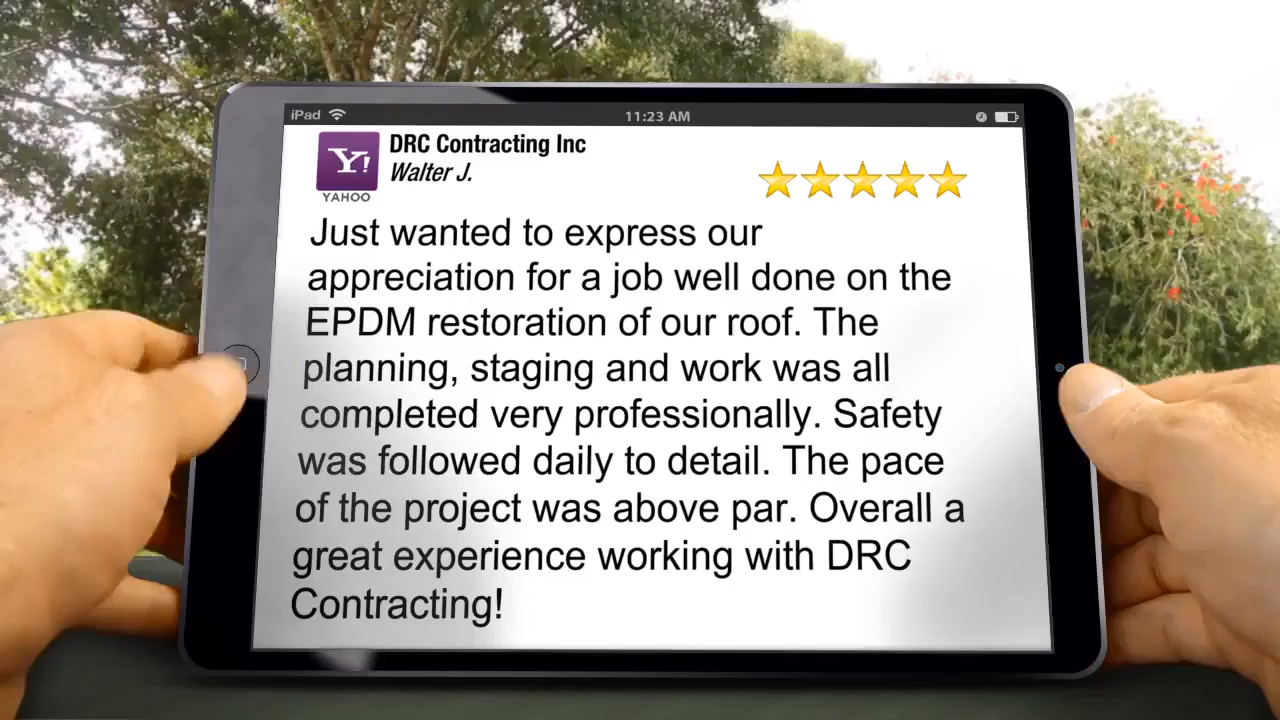 iPad 11:23 AM
Y!
YAHOO
DRC Contracting Inc
Walter J.
Just wanted to express our
appreciation for a job well done on the
EPDM restoration of our roof. The
planning, staging and work was all
completed very professionally. Safety
was followed daily to detail. The pace
of the project was above par. Overall a
great experience working with DRC
Contracting!